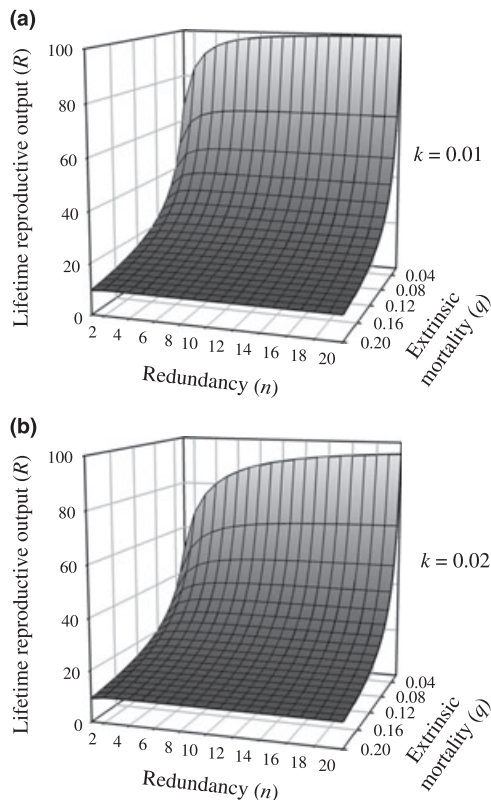 (a)
100
80
60
40
20
0
Lifetime reproductive output (R)
2 4 6 8 10 12 14 16 18 20
Redundancy (n)
0.04
0.08
0.12
0.16
0.20
Extrinsic
mortality (q)
k = 0.01
(b)
100
80
60
40
20
0
Lifetime reproductive output (R)
2 4 6 8 10 12 14 16 18 20
Redundancy (n)
0.04
0.08
0.12
0.16
0.20
Extrinsic
mortality (q)
k = 0.02